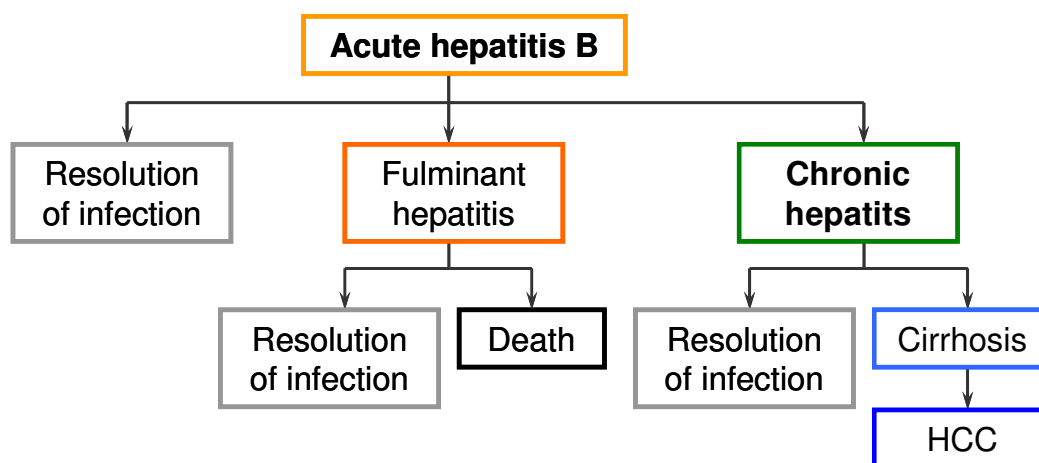 Acute hepatitis B
Resolution
of infection
Fulminant
hepatitis
Chronic
hepatits
Resolution
of infection
Death
Resolution
of infection
Cirrhosis
HCC